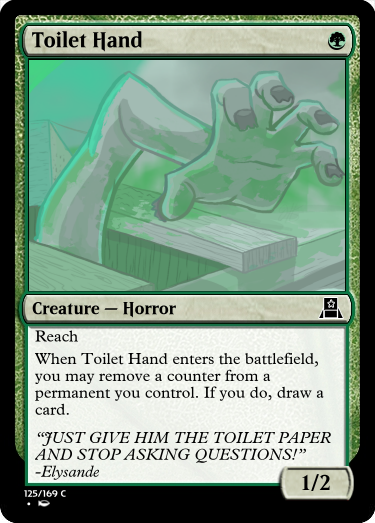 Toilet Hand
Creature — Horror
Reach
When Toilet Hand enters the battlefield,
you may remove a counter from a
permanent you control. If you do, draw a
card.
“JUST GIVE HIM THE TOILET PAPER
AND STOP ASKING QUESTIONS!”
-Elysande
1/2
125/169 C